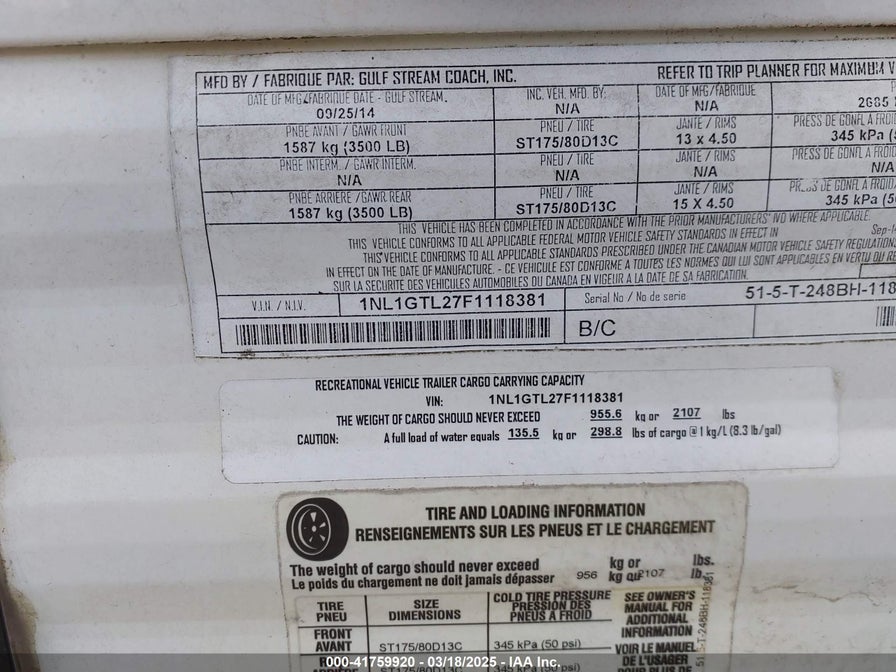 MFD BY / FABRIQUE PAR: GULF STREAM COACH, INC. REFER TO TRIP PLANNER FOR MAXIMUM
DATE OF MFG/FABRIQUE DATE - GULF STREAM. INC. VEH. MFD. BY: DATE OF MFG/FABRIQUE
09/25/14 N/A N/A 2685
PNBE AVANT / GAWR FRONT PNEU / TIRE JANTE / RIMS PRESS DE GONFL A FROID
1587 kg (3500 LB) ST175/80D13C 13 x 4.50 345 kPa
PNBE INTERM. / GAWR INTERM. PNEU / TIRE JANTE / RIMS PRESS DE GONFL A FROID
N/A N/A N/A N/A
PNBE ARRIERE / GAWR REAR PNEU / TIRE JANTE / RIMS DE GONFL A FROID
1587 kg (3500 LB) ST175/80D13C 15 X 4.50 345 kPa
THIS VEHICLE HAS BEEN COMPLETED IN ACCORDANCE WITH THE PRIOR MANUFACTURERS' IVD WHERE APPLICABLE.
THIS VEHICLE CONFORMS TO ALL APPLICABLE FEDERAL MOTOR VEHICLE SAFETY STANDARDS IN EFFECT IN
THIS VEHICLE CONFORMS TO ALL APPLICABLE STANDARDS PRESCRIBED UNDER THE CANADIAN MOTOR VEHICLE SAFETY REGULATION
IN EFFECT ON THE DATE OF MANUFACTURE. - CE VEHICULE EST CONFORME A TOUTES LES NORMES QUI LUI SONT APPLICABLES EN VERTU DU
SUR LA SECURITE DES VEHICULES AUTOMOBILES DU CANADA EN VIGEUR A LA DATE DE SA FABRICATION.
V.I.N. / N.I.V. 1NL1GTL27F1118381 Serial No / No de serie 51-5-T-248BH-118
B/C
RECREATIONAL VEHICLE TRAILER CARGO CARRYING CAPACITY
VIN: 1NL1GTL27F1118381
THE WEIGHT OF CARGO SHOULD NEVER EXCEED 955.6 kg or 2107 lbs
CAUTION: A full load of water equals 135.5 kg or 298.8 lbs of cargo @ 1 kg/L (8.3 lb/gal)
TIRE AND LOADING INFORMATION
RENSEIGNEMENTS SUR LES PNEUS ET LE CHARGEMENT
The weight of cargo should never exceed kg or lbs.
Le poids du chargement ne doit jamais dépasser 956 kg ou 2107 lb.
TIRE SIZE COLD TIRE PRESSURE SEE OWNER'S
PNEU DIMENSIONS PRESSION DES MANUAL FOR
PNEUS A FROID ADDITIONAL
INFORMATION
FRONT
AVANT ST175/80D13C 345 kPa (50 psi) VOIR LE MANUEL
DE L'USAGER
000-41759920 / 03/18/2025 - IAA Inc.